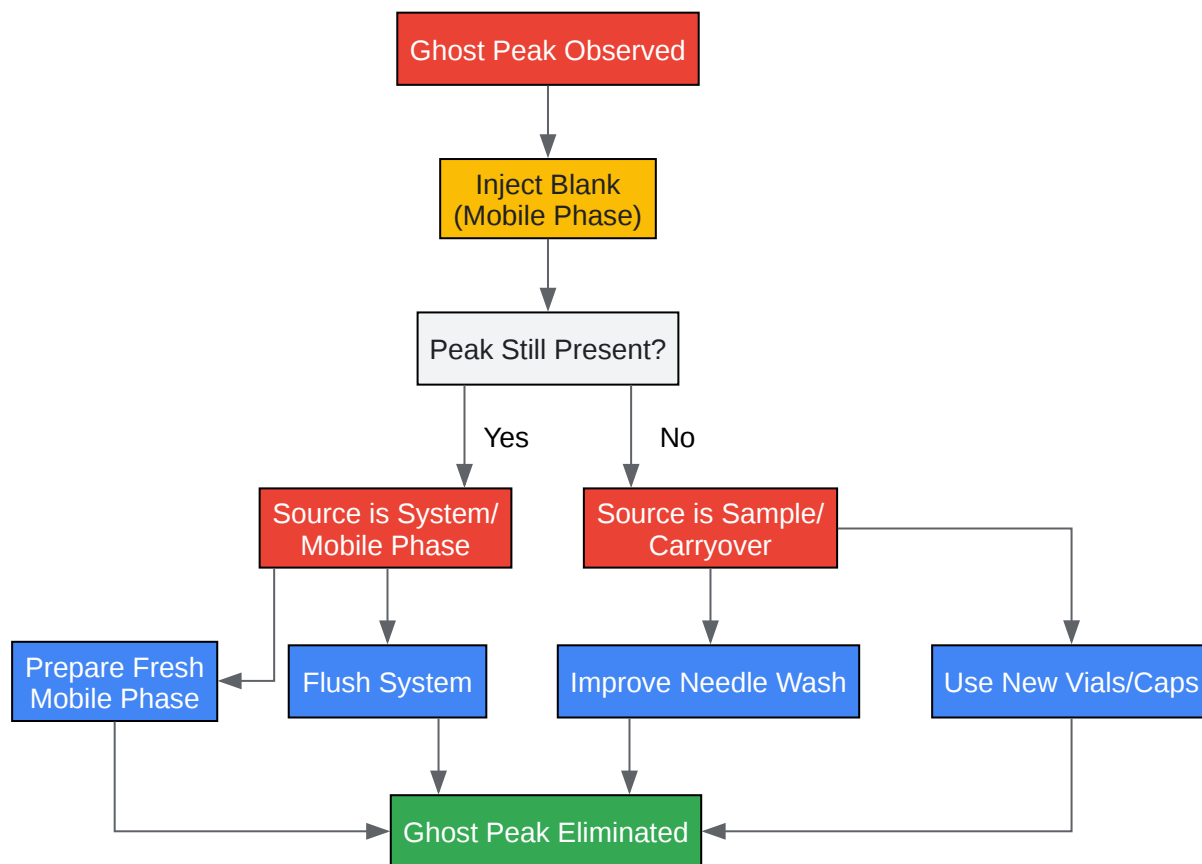 Ghost Peak Observed
Inject Blank
(Mobile Phase)
Peak Still Present?
Yes
No
Source is System/
Mobile Phase
Source is Sample/
Carryover
Prepare Fresh
Mobile Phase
Flush System
Improve Needle Wash
Use New Vials/Caps
Ghost Peak Eliminated